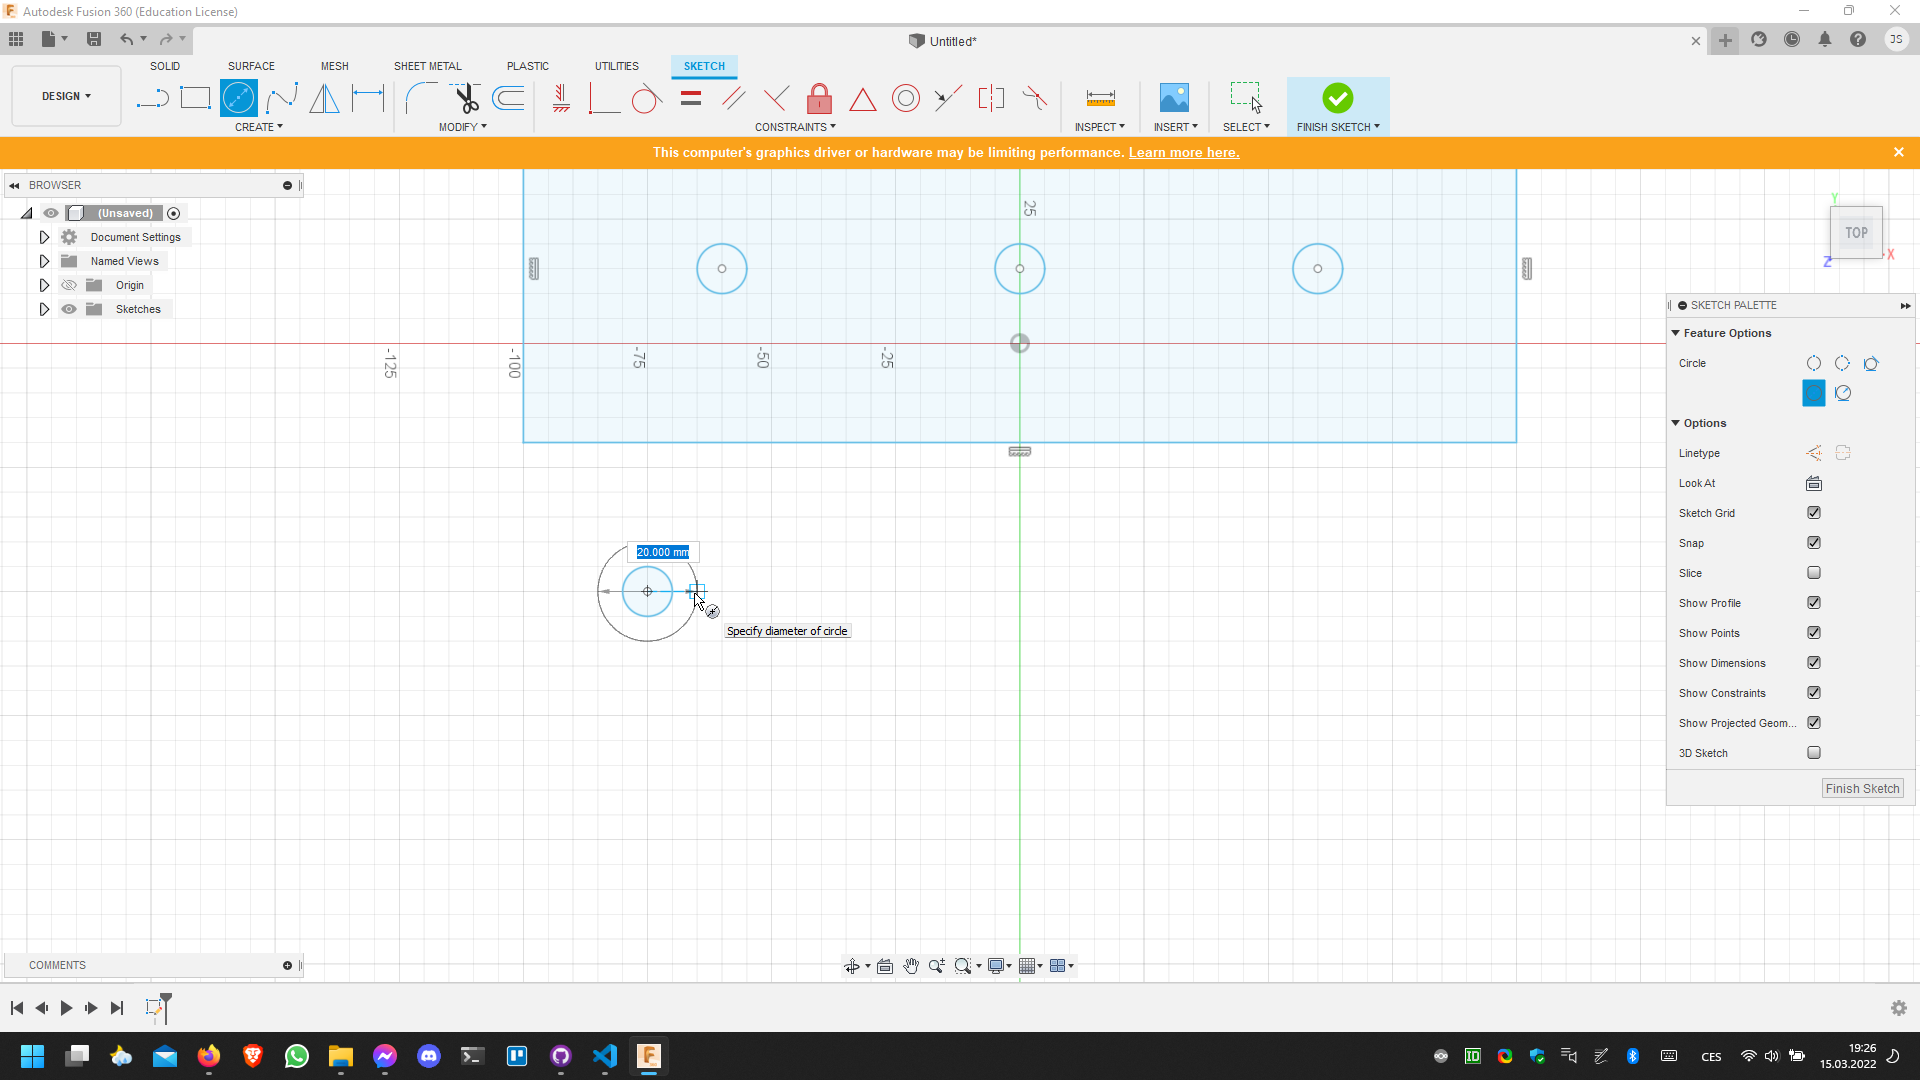 Autodesk Fusion 360 (Education License)
Untitled*
JS
DESIGN
SOLID
SURFACE
MESH
SHEET METAL
PLASTIC
UTILITIES
SKETCH
CREATE
MODIFY
CONSTRAINTS
INSPECT
INSERT
SELECT
FINISH SKETCH
This computer's graphics driver or hardware may be limiting performance. Learn more here.
BROWSER
(Unsaved)
Document Settings
Named Views
Origin
Sketches
25
-125
-100
-75
-50
-25
Y
TOP
X
Z
SKETCH PALETTE
Feature Options
Circle
Options
Linetype
Look At
Sketch Grid
Snap
Slice
Show Profile
Show Points
Show Dimensions
Show Constraints
Show Projected Geom...
3D Sketch
Finish Sketch
20.000 mm
Specify diameter of circle
COMMENTS
ID
CES
19:26
15.03.2022